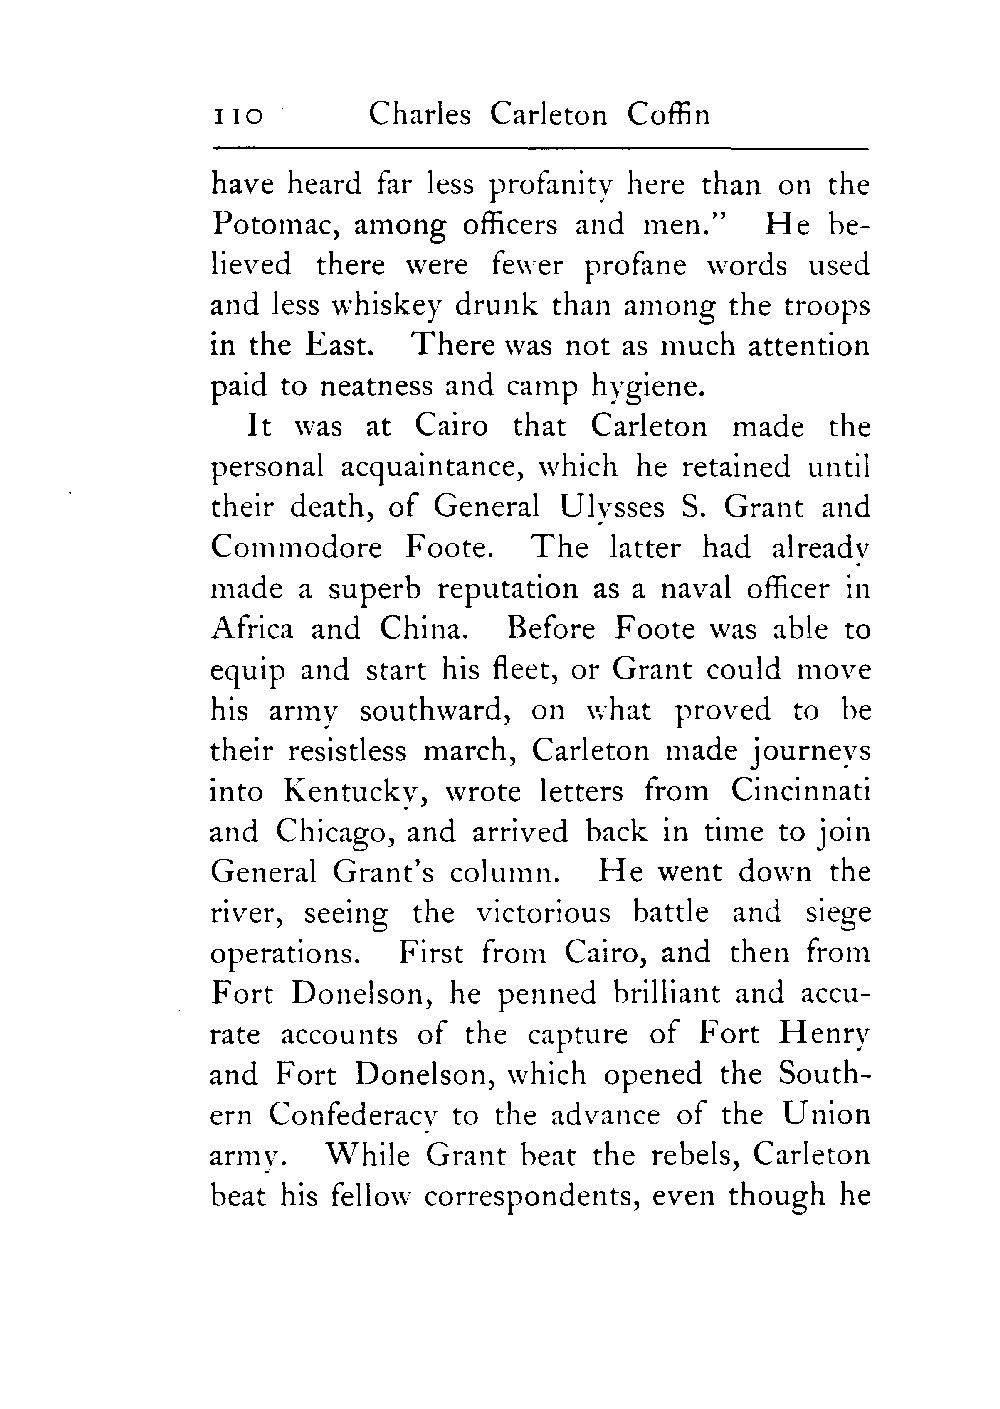 110 Charles Carleton Coffin
have heard far less profanity here than on the
Potomac, among officers and men.” He be-
lieved there were fewer profane words used
and less whiskey drunk than among the troops
in the East. There was not as much attention
paid to neatness and camp hygiene.
It was at Cairo that Carleton made the
personal acquaintance, which he retained until
their death, of General Ulysses S. Grant and
Commodore Foote. The latter had already
made a superb reputation as a naval officer in
Africa and China. Before Foote was able to
equip and start his fleet, or Grant could move
his army southward, on what proved to be
their resistless march, Carleton made journeys
into Kentucky, wrote letters from Cincinnati
and Chicago, and arrived back in time to join
General Grant’s column. He went down the
river, seeing the victorious battle and siege
operations. First from Cairo, and then from
Fort Donelson, he penned brilliant and accu-
rate accounts of the capture of Fort Henry
and Fort Donelson, which opened the South-
ern Confederacy to the advance of the Union
army. While Grant beat the rebels, Carleton
beat his fellow correspondents, even though he